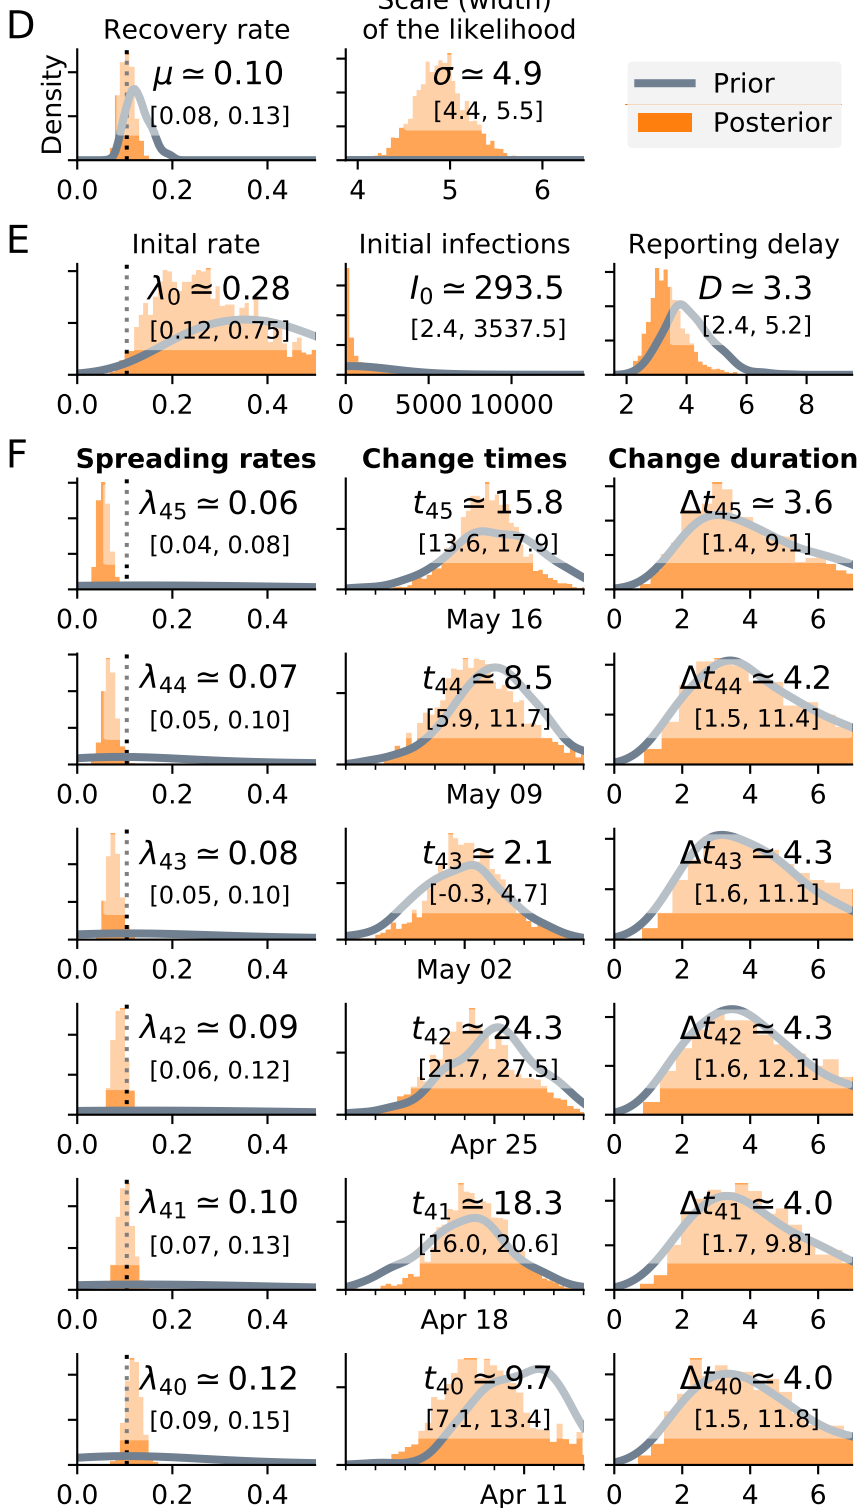 D
Recovery rate
Scale (width)
of the likelihood
Density
μ ≃ 0.10
[0.08, 0.13]
0.0 0.2 0.4
σ ≃ 4.9
[4.4, 5.5]
4 5 6
Prior
Posterior
E
Inital rate
λ0 ≃ 0.28
[0.12, 0.75]
0.0 0.2 0.4
Initial infections
I0 ≃ 293.5
[2.4, 3537.5]
0 5000 10000
Reporting delay
D ≃ 3.3
[2.4, 5.2]
2 4 6 8
F
Spreading rates
Change times
Change duration
λ45 ≃ 0.06
[0.04, 0.08]
0.0 0.2 0.4
t45 ≃ 15.8
[13.6, 17.9]
May 16
Δt45 ≃ 3.6
[1.4, 9.1]
0 2 4 6
λ44 ≃ 0.07
[0.05, 0.10]
0.0 0.2 0.4
t44 ≃ 8.5
[5.9, 11.7]
May 09
Δt44 ≃ 4.2
[1.5, 11.4]
0 2 4 6
λ43 ≃ 0.08
[0.05, 0.10]
0.0 0.2 0.4
t43 ≃ 2.1
[-0.3, 4.7]
May 02
Δt43 ≃ 4.3
[1.6, 11.1]
0 2 4 6
λ42 ≃ 0.09
[0.06, 0.12]
0.0 0.2 0.4
t42 ≃ 24.3
[21.7, 27.5]
Apr 25
Δt42 ≃ 4.3
[1.6, 12.1]
0 2 4 6
λ41 ≃ 0.10
[0.07, 0.13]
0.0 0.2 0.4
t41 ≃ 18.3
[16.0, 20.6]
Apr 18
Δt41 ≃ 4.0
[1.7, 9.8]
0 2 4 6
λ40 ≃ 0.12
[0.09, 0.15]
0.0 0.2 0.4
t40 ≃ 9.7
[7.1, 13.4]
Apr 11
Δt40 ≃ 4.0
[1.5, 11.8]
0 2 4 6